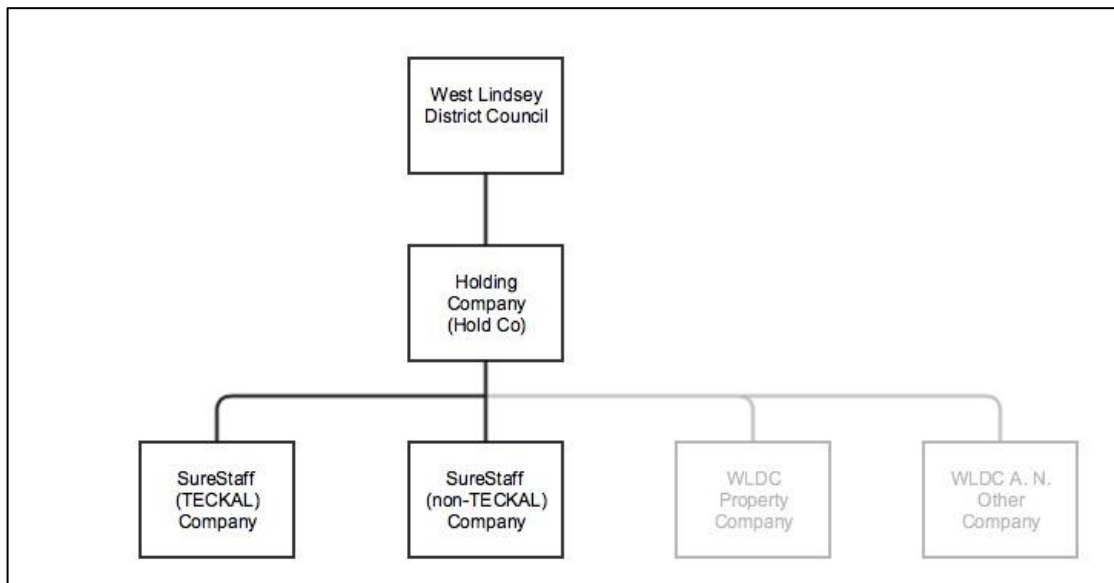 West Lindsey
District Council
Holding
Company
(Hold Co)
SureStaff
(TECKAL)
Company
SureStaff
(non-TECKAL)
Company
WLDC
Property
Company
WLDC A. N.
Other
Company